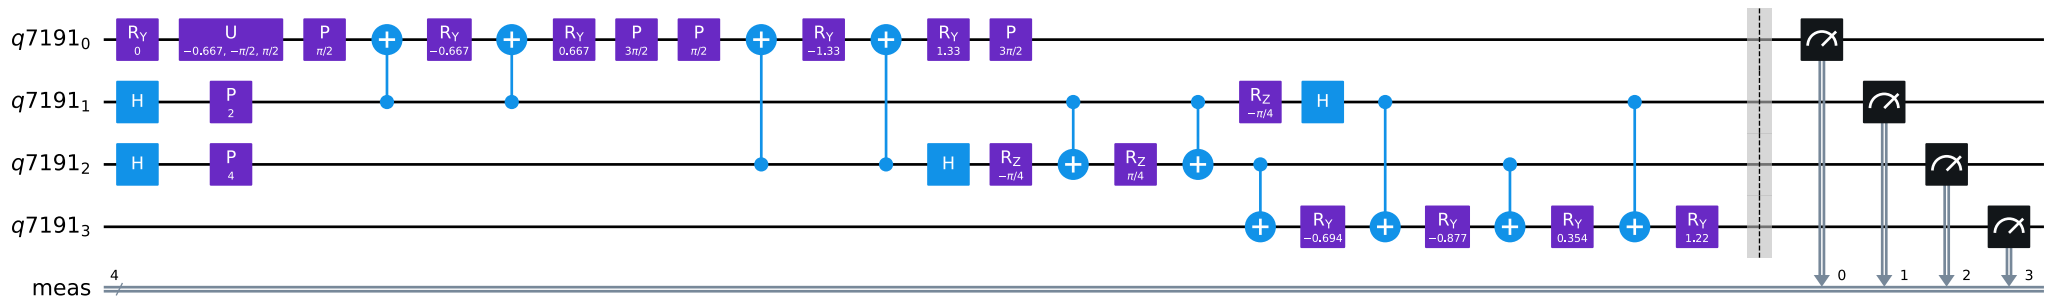 q7191₀ R_Y 0 U −0.667, −π/2, π/2 P π/2 R_Y −0.667 R_Y 0.667 P 3π/2 P π/2 R_Y −1.33 R_Y 1.33 P 3π/2
q7191₁ H P 2 R_Z −π/4 H
q7191₂ H P 4 H R_Z −π/4 R_Z π/4
q7191₃ R_Y −0.694 R_Y −0.877 R_Y 0.354 R_Y 1.22
meas 4 0 1 2 3